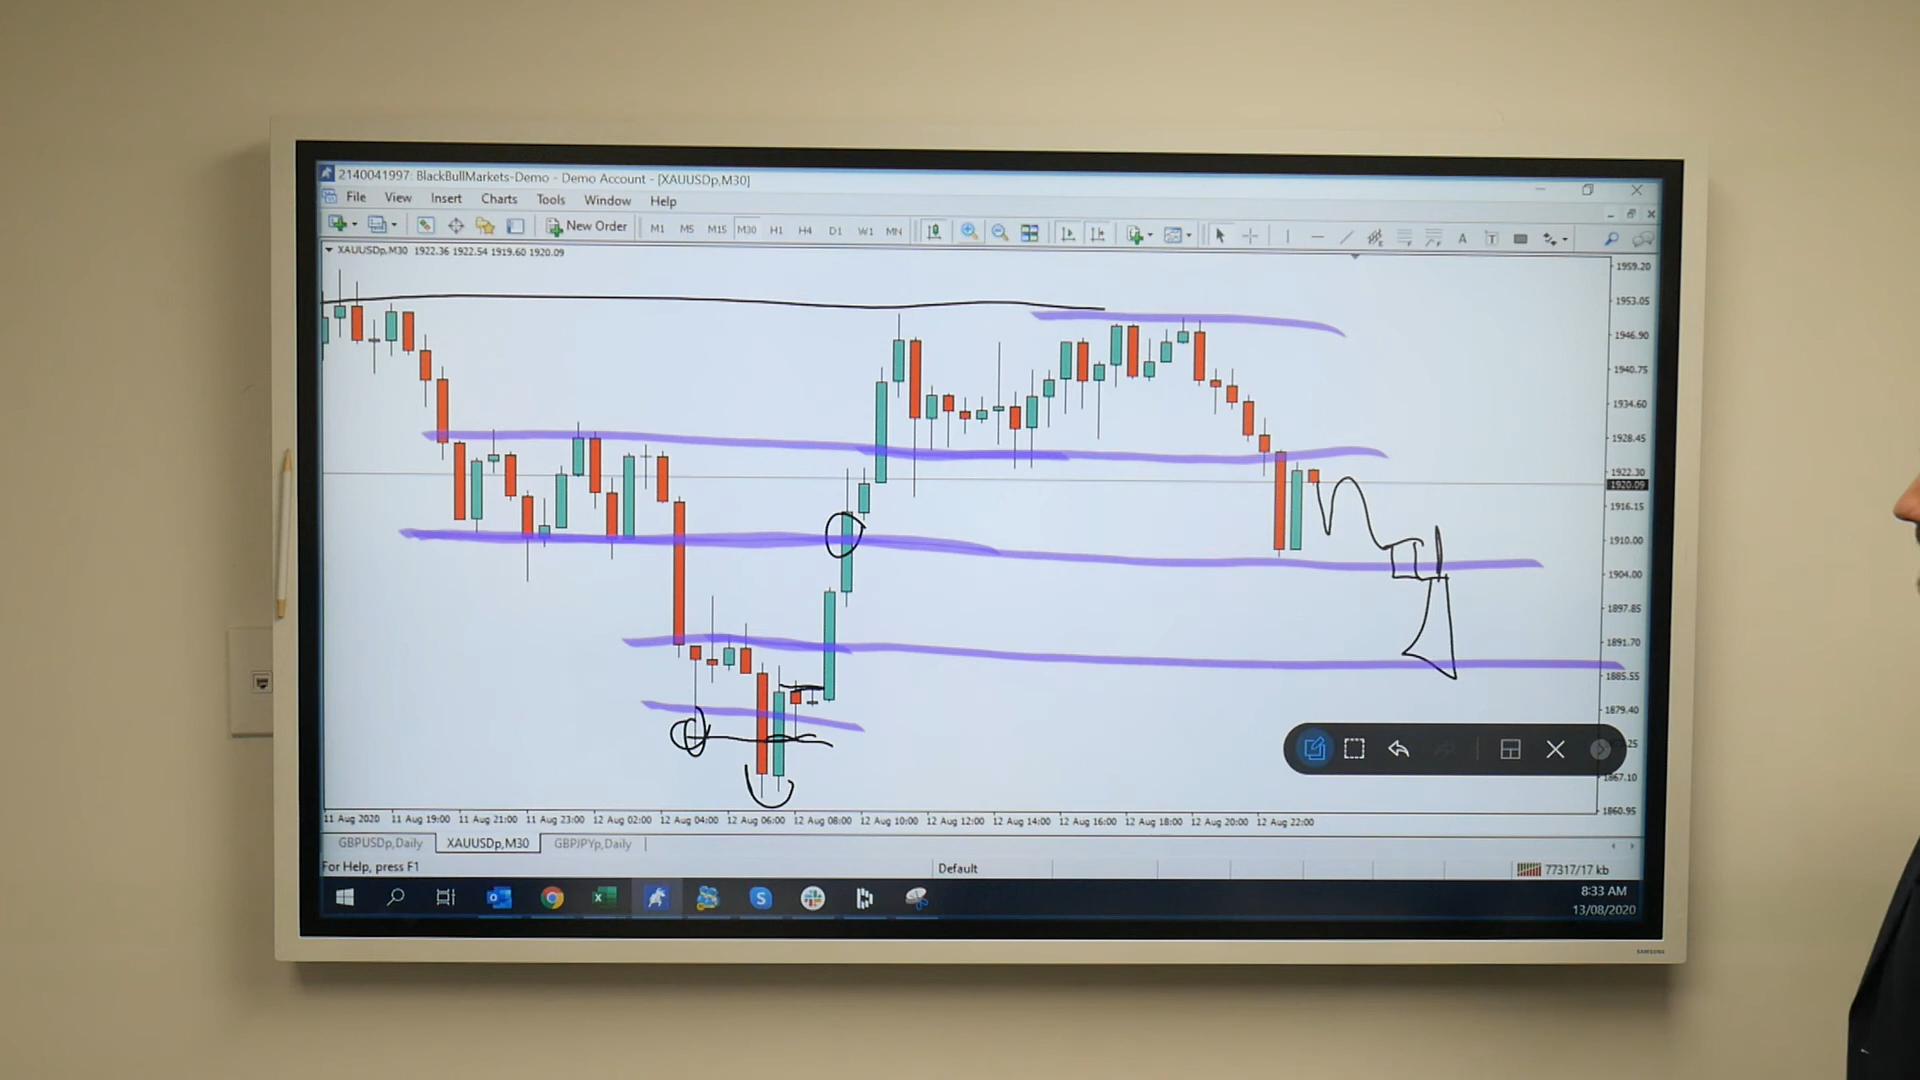 2140041997: BlackBullMarkets-Demo - Demo Account - [XAUUSDp,M30]
File View Insert Charts Tools Window Help
New Order M1 M5 M15 M30 H1 H4 D1 W1 MN A T
XAUUSDp,M30 1922.36 1922.54 1919.60 1920.09
1959.20
1953.05
1946.90
1940.75
1934.60
1928.45
1922.30
1920.09
1916.15
1910.00
1904.00
1897.85
1891.70
1885.55
1879.40
1867.10
1860.95
11 Aug 2020 11 Aug 19:00 11 Aug 21:00 11 Aug 23:00 12 Aug 02:00 12 Aug 04:00 12 Aug 06:00 12 Aug 08:00 12 Aug 10:00 12 Aug 12:00 12 Aug 14:00 12 Aug 16:00 12 Aug 18:00 12 Aug 20:00 12 Aug 22:00
GBPUSDp,Daily XAUUSDp,M30 GBPJPYp,Daily
For Help, press F1 Default 77317/17 kb
8:33 AM
13/08/2020
SAMSUNG